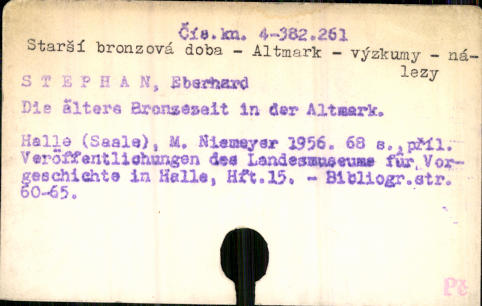 Čís.kn. 4-382.261
Starší bronzová doba - Altmark - výzkumy - ná-
lezy
S T E P H A N, Eberhard
Die ältere Bronzezeit in der Altmark.
Halle (Saale), M. Niemeyer 1956. 68 s., příl.
Veröffentlichungen des Landesmuseums für Vor-
geschichte in Halle, Hft.15. - Bibliogr.str.
60-65.
Př